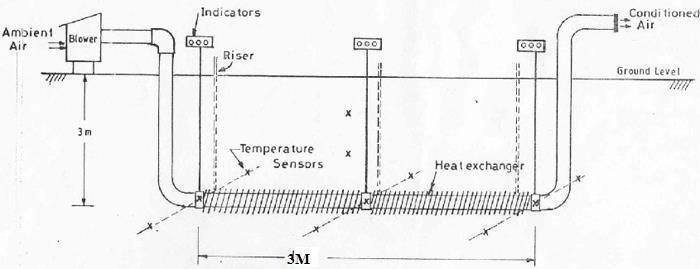 Indicators
Conditioned
Air
Ambient
Air
Blower
Riser
Ground Level
3m
Temperature
Sensors
Heat exchanger
3M